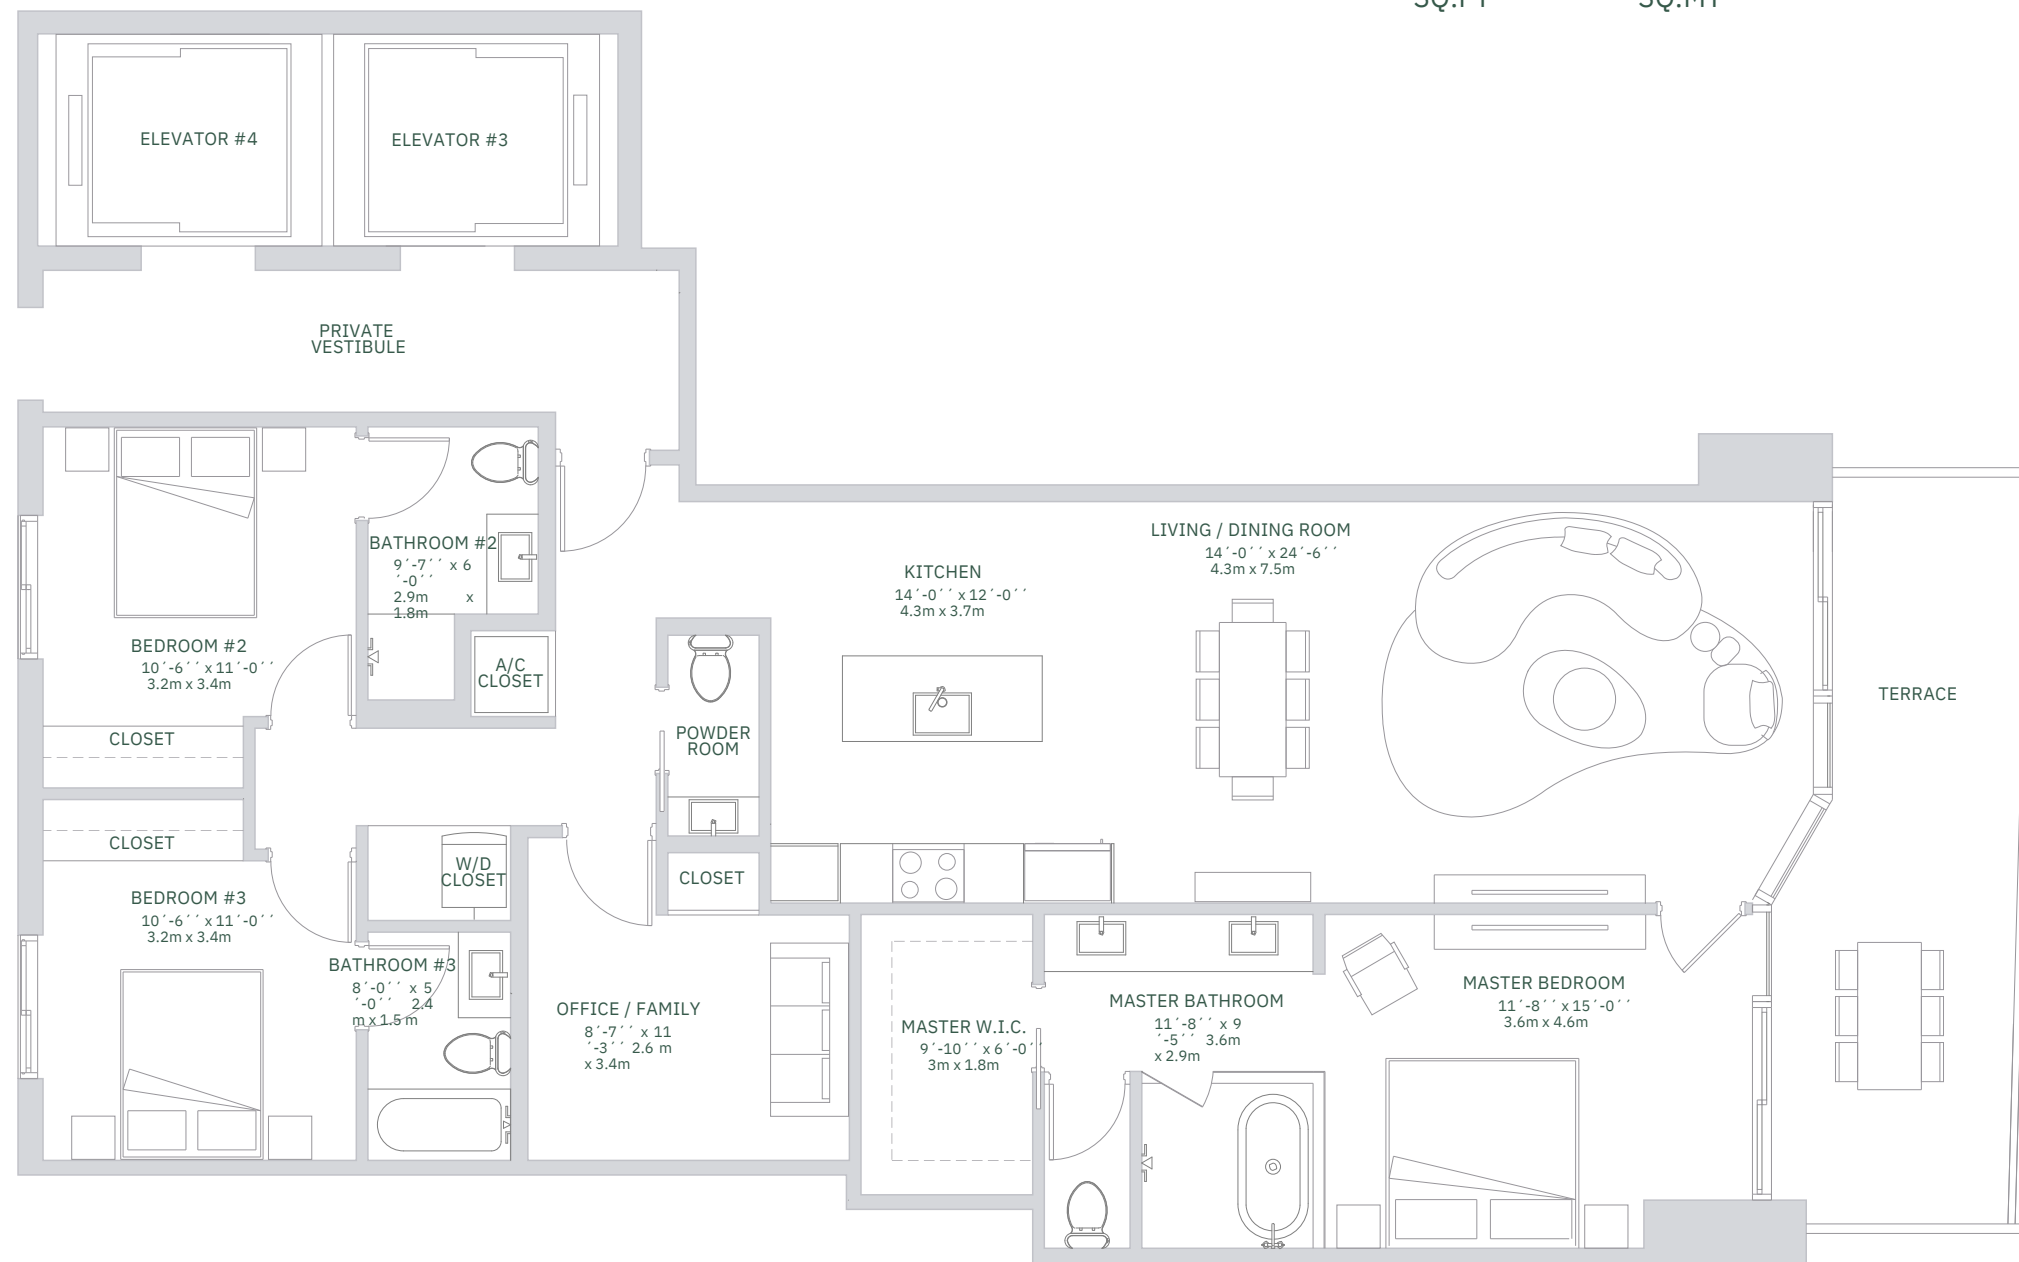 SQ.FT SQ.MT
ELEVATOR #4
ELEVATOR #3
PRIVATE
VESTIBULE
BATHROOM #2
9´-7´´ x 6
´-0´´
2.9m x
1.8m
BEDROOM #2
10´-6´´ x 11´-0´´
3.2m x 3.4m
A/C
CLOSET
CLOSET
POWDER
ROOM
KITCHEN
14´-0´´ x 12´-0´´
4.3m x 3.7m
LIVING / DINING ROOM
14´-0´´ x 24´-6´´
4.3m x 7.5m
TERRACE
CLOSET
W/D
CLOSET
CLOSET
BEDROOM #3
10´-6´´ x 11´-0´´
3.2m x 3.4m
BATHROOM #3
8´-0´´ x 5
´-0´´ 2.4
m x 1.5 m
OFFICE / FAMILY
8´-7´´ x 11
´-3´´ 2.6 m
x 3.4m
MASTER W.I.C.
9´-10´´ x 6´-0´´
3m x 1.8m
MASTER BATHROOM
11´-8´´ x 9
´-5´´ 3.6m
x 2.9m
MASTER BEDROOM
11´-8´´ x 15´-0´´
3.6m x 4.6m